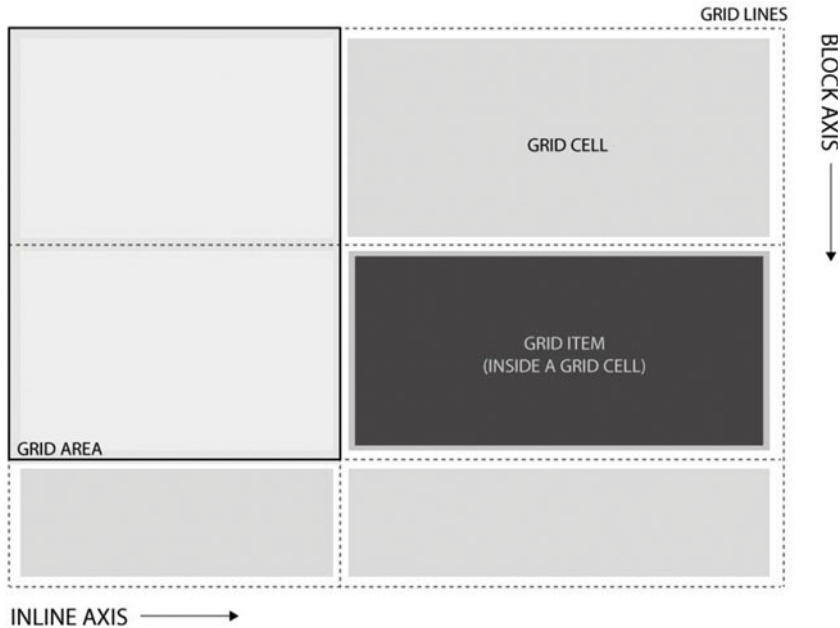 GRID LINES
BLOCK AXIS
GRID CELL
GRID ITEM
(INSIDE A GRID CELL)
GRID AREA
INLINE AXIS